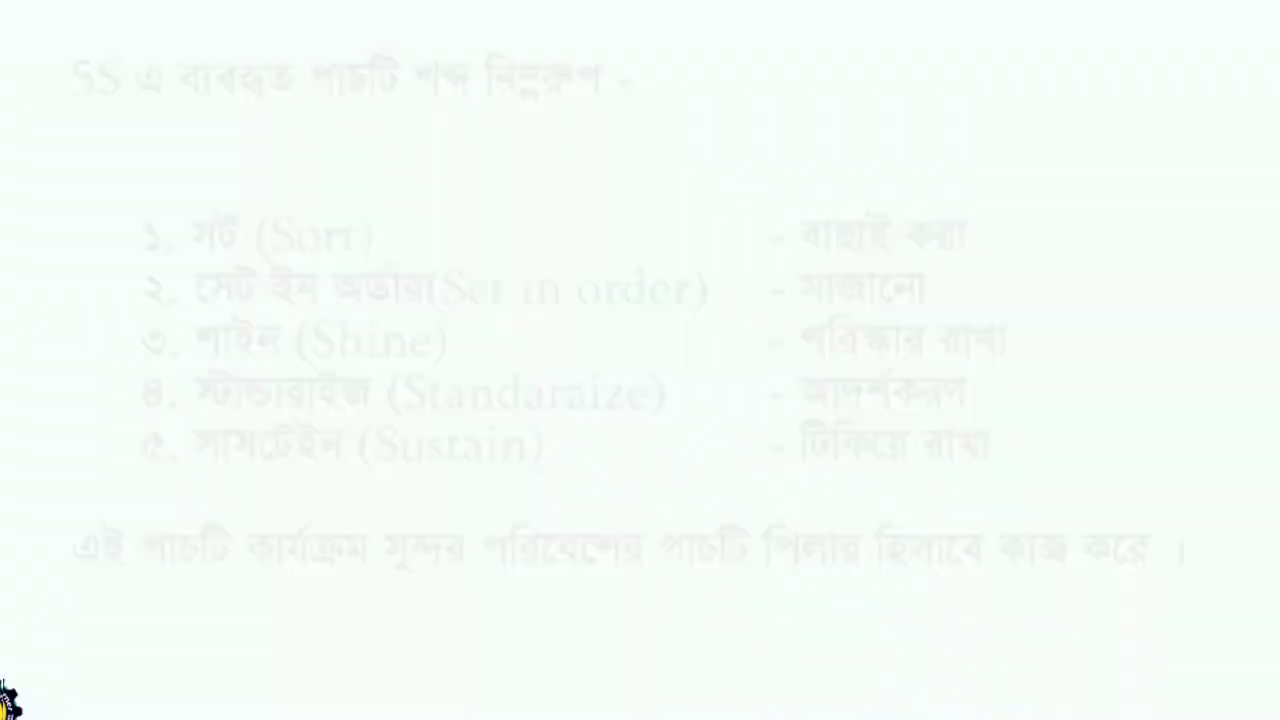 5S এ ব্যবহৃত পাচটি শব্দ নিম্নরুপ -
১. সর্ট (Sort) - বাছাই করা
২. সেট ইন অর্ডার(Set in order) - সাজানো
৩. শাইন (Shine) - পরিস্কার রাখা
৪. স্টান্ডারাইজ (Standaraize) - আদর্শকরণ
৫. সাসটেইন (Sustain) - টিকিয়ে রাখা
এই পাচটি কার্যক্রম সুন্দর পরিবেশের পাচটি পিলার হিসাবে কাজ করে ।